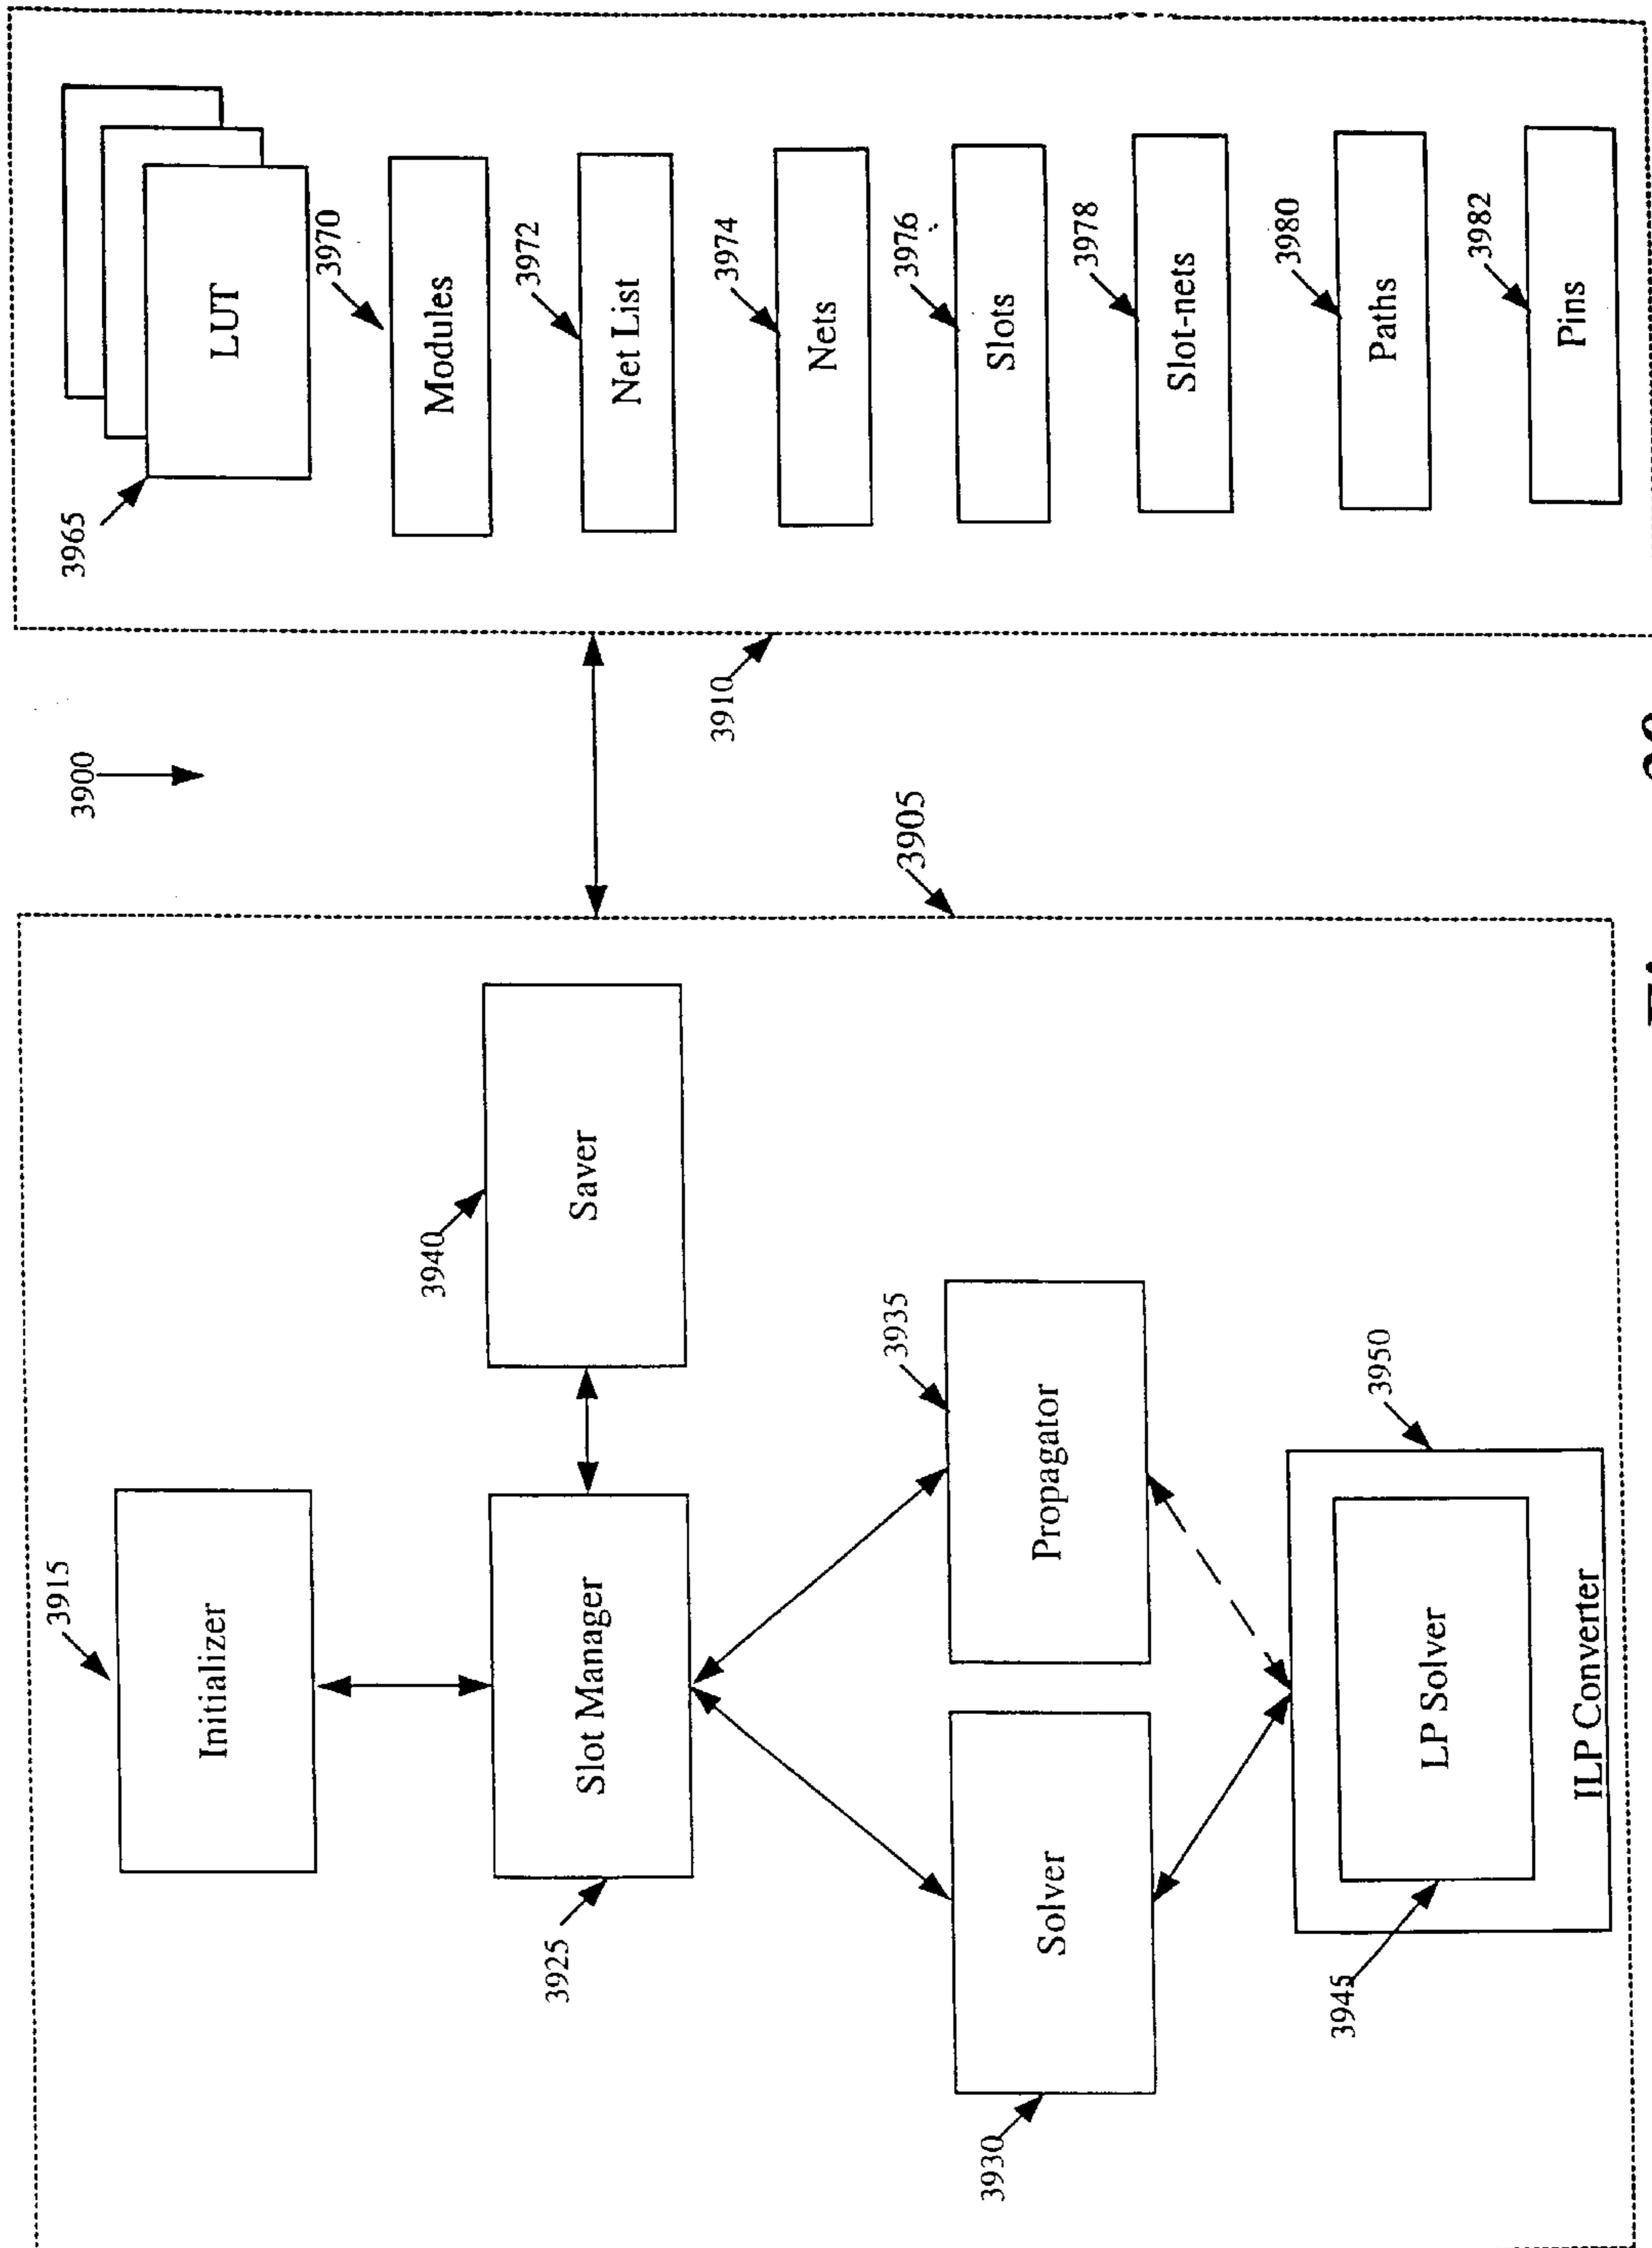 3900
3905
3915
Initializer
Slot Manager
3925
3940
Saver
3930
Solver
3935
Propagator
3950
LP Solver
ILP Converter
3945
3910
3965
LUT
3970
Modules
3972
Net List
3974
Nets
3976
Slots
3978
Slot-nets
3980
Paths
3982
Pins